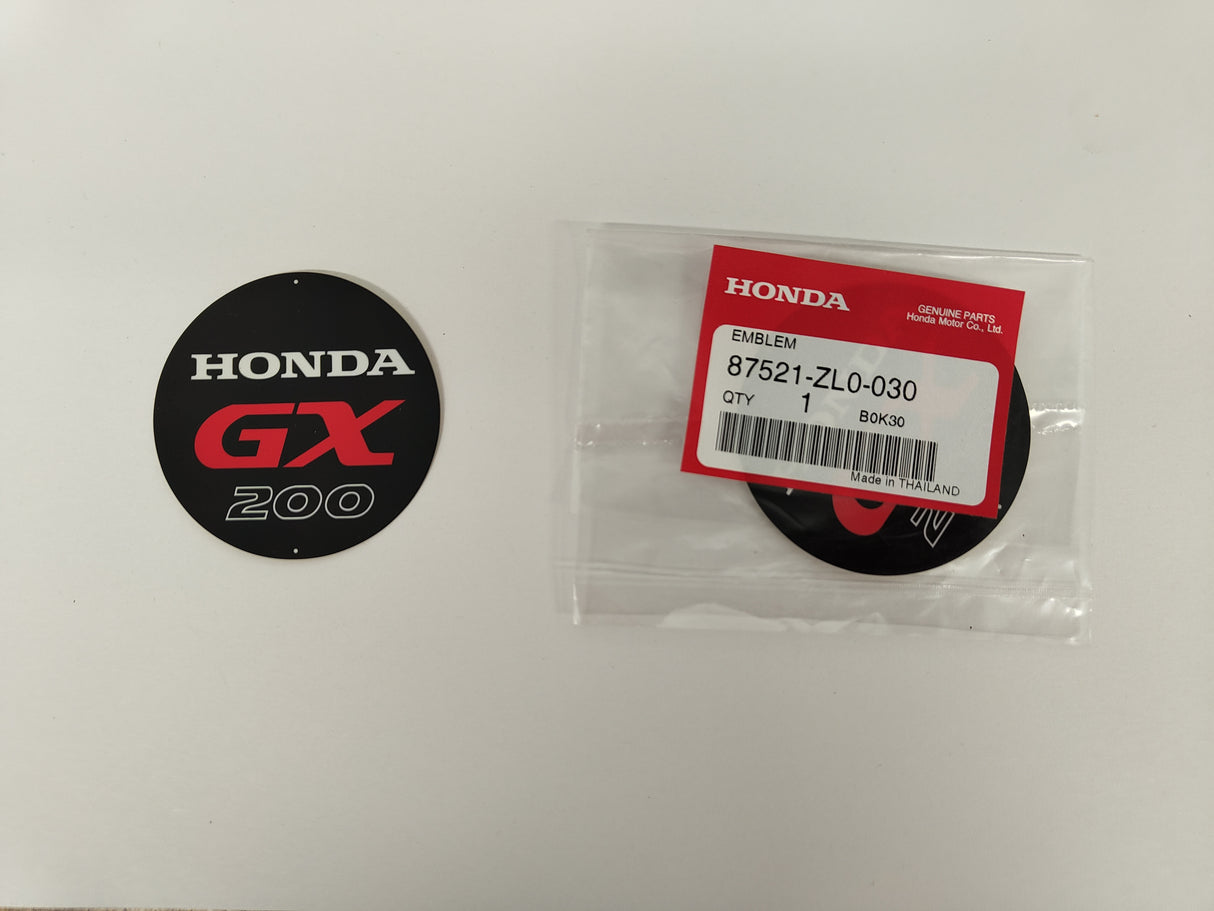 HONDA
GX
200
HONDA
GENUINE PARTS
Honda Motor Co., Ltd.
EMBLEM
87521-ZL0-030
QTY 1 B0K30
Made in THAILAND